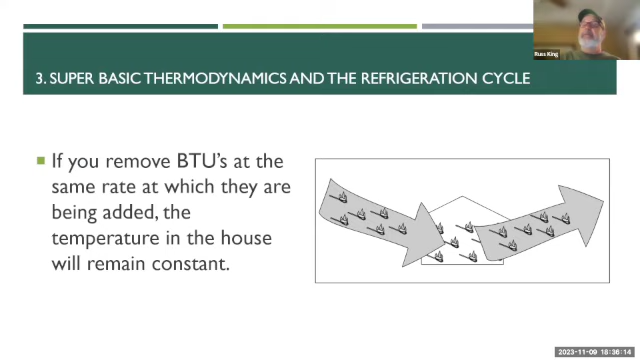 Russ King
3. SUPER BASIC THERMODYNAMICS AND THE REFRIGERATION CYCLE
If you remove BTU's at the
same rate at which they are
being added, the
temperature in the house
will remain constant.
2023-11-09 18:36:14